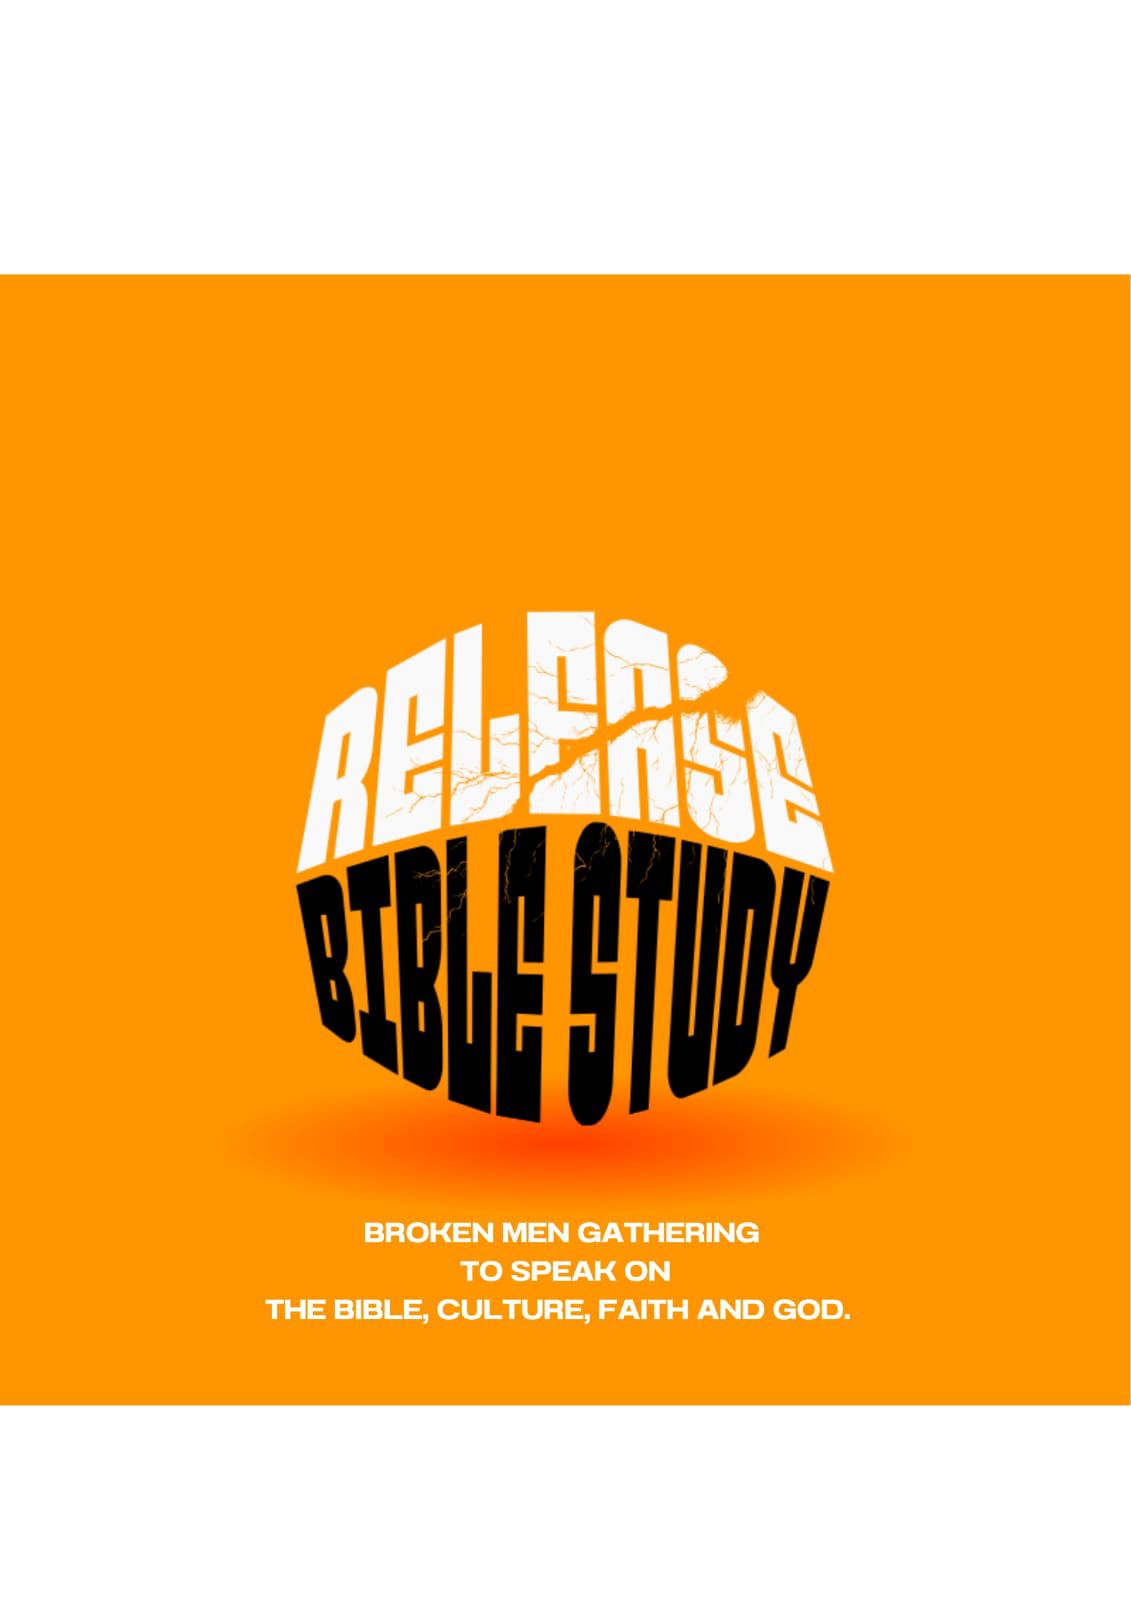 RELEASE
BIBLE STUDY
BROKEN MEN GATHERING
TO SPEAK ON
THE BIBLE, CULTURE, FAITH AND GOD.